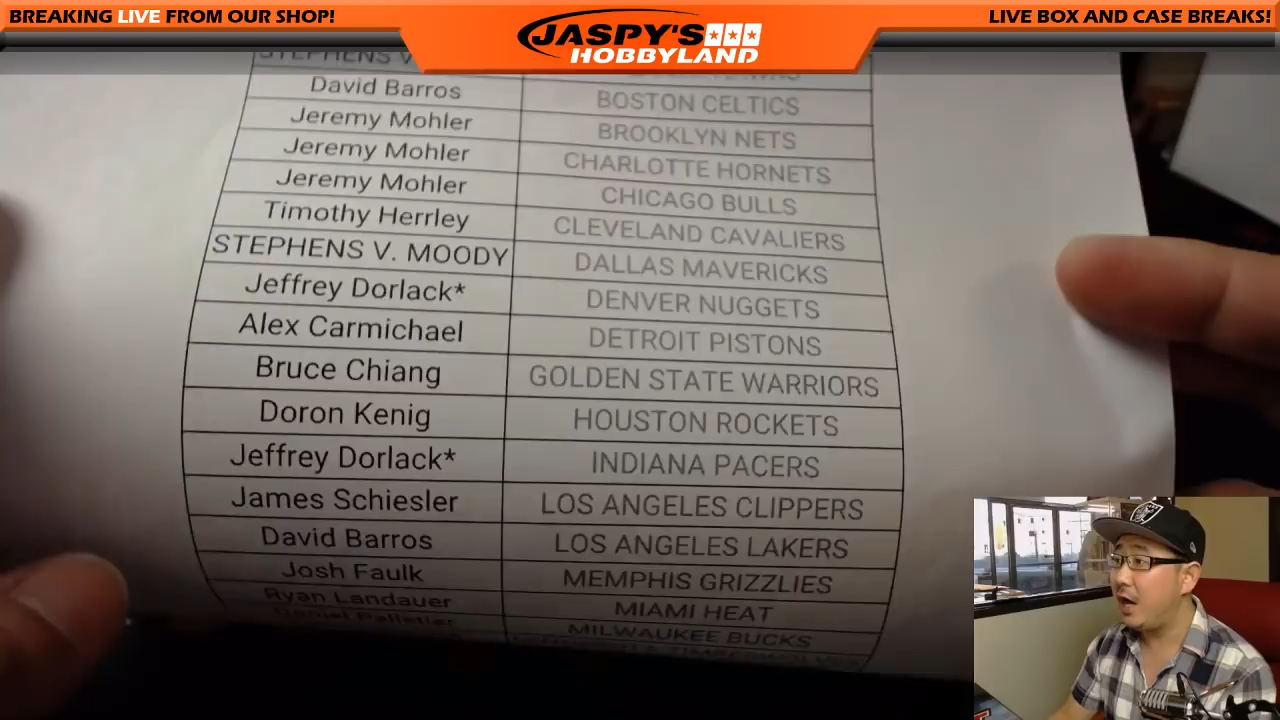 BREAKING LIVE FROM OUR SHOP!
JASPY'S
HOBBYLAND
LIVE BOX AND CASE BREAKS!
STEPHENS V.
David Barros BOSTON CELTICS
Jeremy Mohler BROOKLYN NETS
Jeremy Mohler CHARLOTTE HORNETS
Jeremy Mohler CHICAGO BULLS
Timothy Herrley CLEVELAND CAVALIERS
STEPHENS V. MOODY DALLAS MAVERICKS
Jeffrey Dorlack* DENVER NUGGETS
Alex Carmichael DETROIT PISTONS
Bruce Chiang GOLDEN STATE WARRIORS
Doron Kenig HOUSTON ROCKETS
Jeffrey Dorlack* INDIANA PACERS
James Schiesler LOS ANGELES CLIPPERS
David Barros LOS ANGELES LAKERS
Josh Faulk MEMPHIS GRIZZLIES
Ryan Landauer MIAMI HEAT
Daniel MILWAUKEE BUCKS